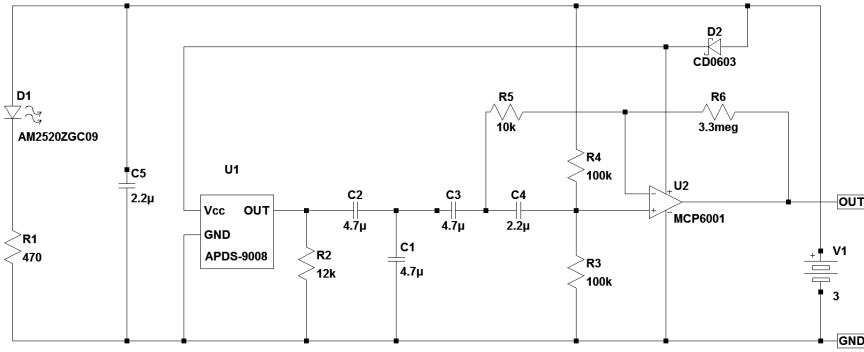 D2
CD0603
D1
AM2520ZGC09
R5
10k
R6
3.3meg
C5
2.2µ
U1
R4
100k
U2
+
−
−
+
MCP6001
Vcc OUT
GND
APDS-9008
C2
4.7µ
C3
4.7µ
C4
2.2µ
OUT
R1
470
R2
12k
C1
4.7µ
R3
100k
+
V1
3
GND